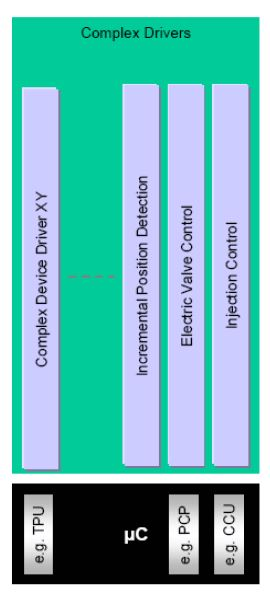 Complex Drivers
Complex Device Driver XY
Incremental Position Detection
Electric Valve Control
Injection Control
e.g. TPU
µC
e.g. PCP
e.g. CCU